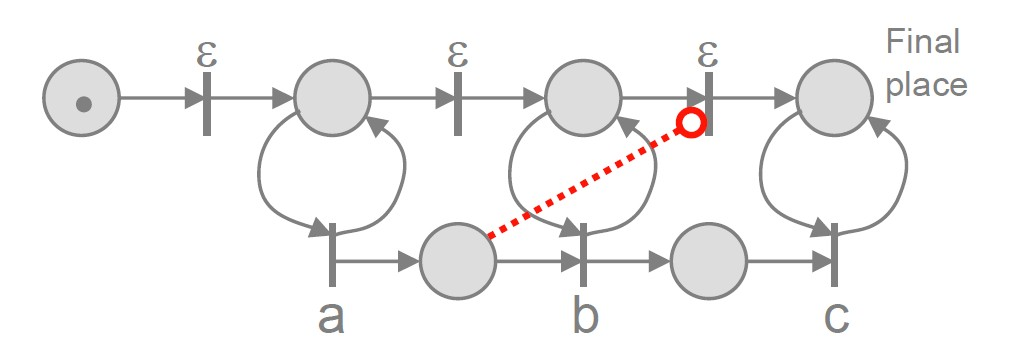 ε ε ε Final
place
a b c